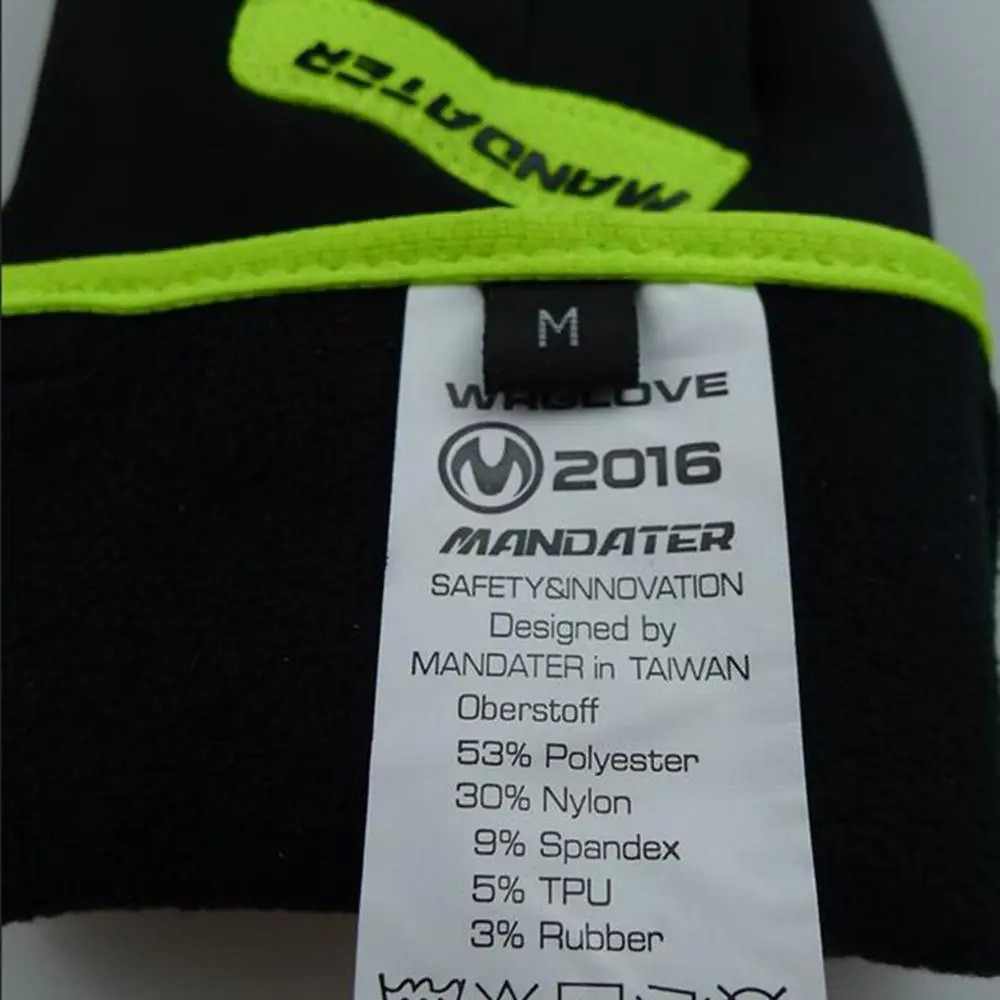 MANDATER
M
2016
MANDATER
SAFETY&INNOVATION
Designed by
MANDATER in TAIWAN
Oberstoff
53% Polyester
30% Nylon
9% Spandex
5% TPU
3% Rubber